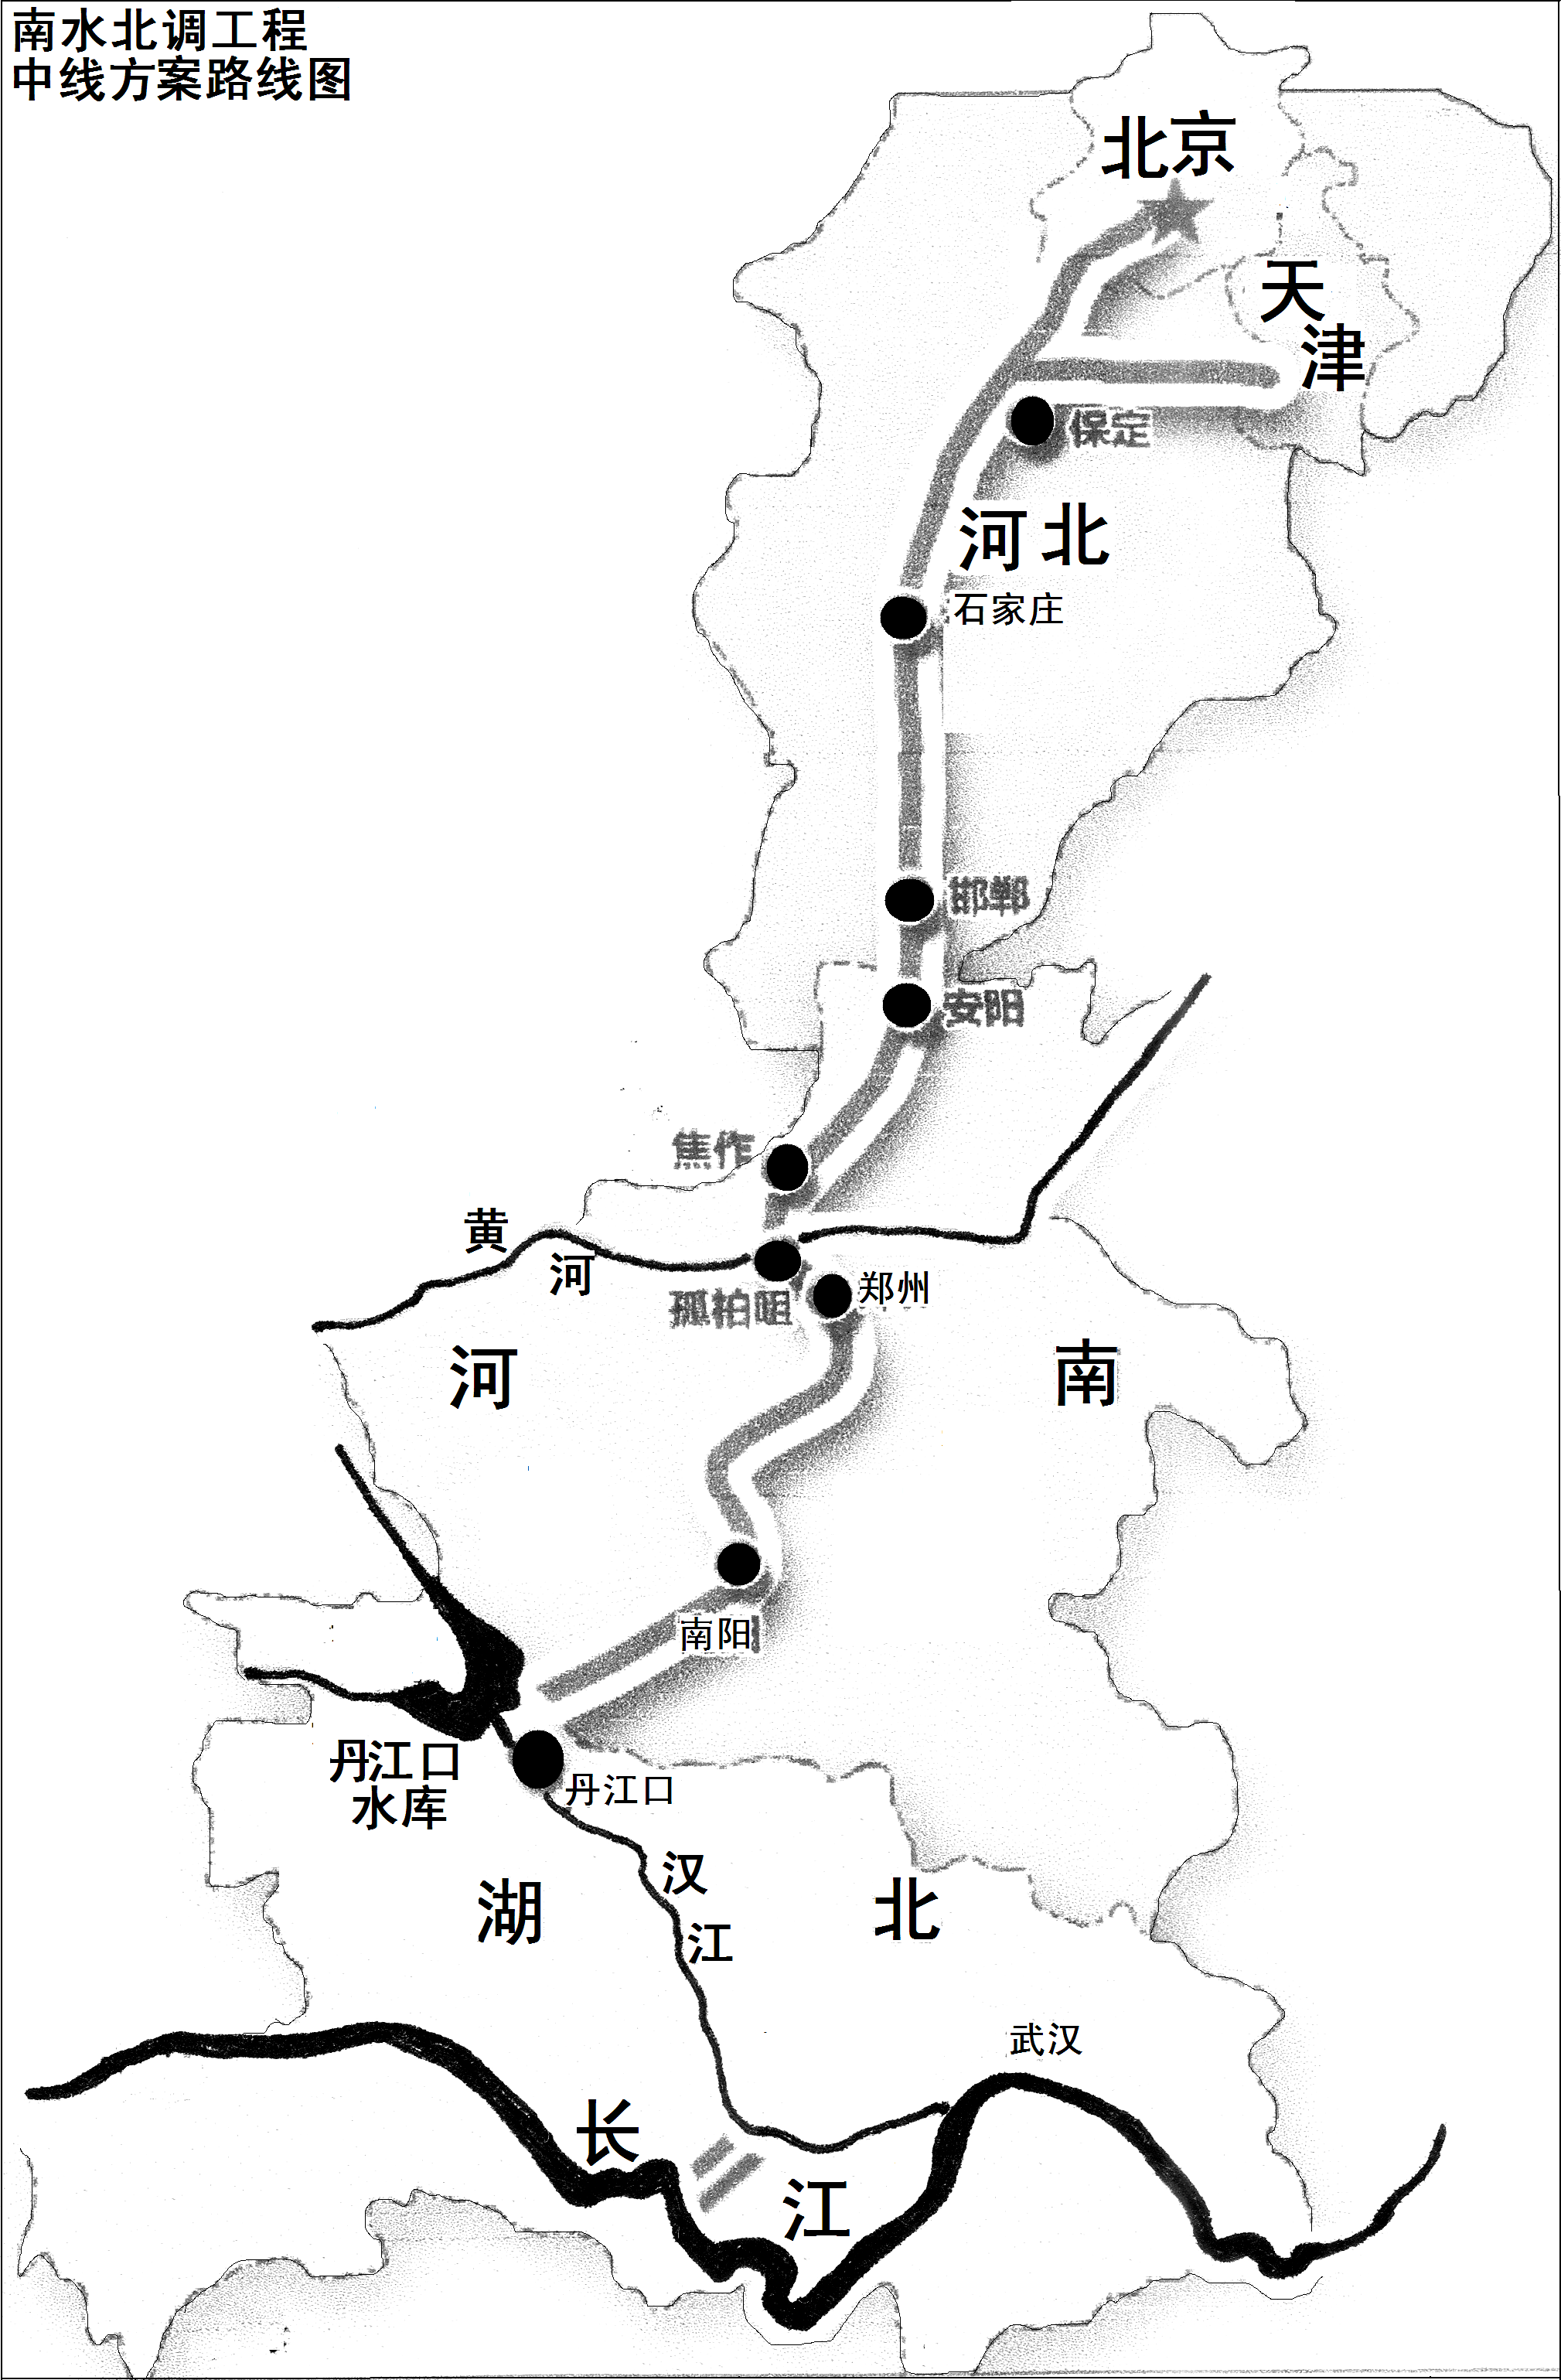 南水北调工程
中线方案路线图
北京
天津
保定
河北
石家庄
邯郸
安阳
焦作
黄河
孤柏咀
郑州
河南
南阳
丹江口
水库
丹江口
汉江
湖北
武汉
长江